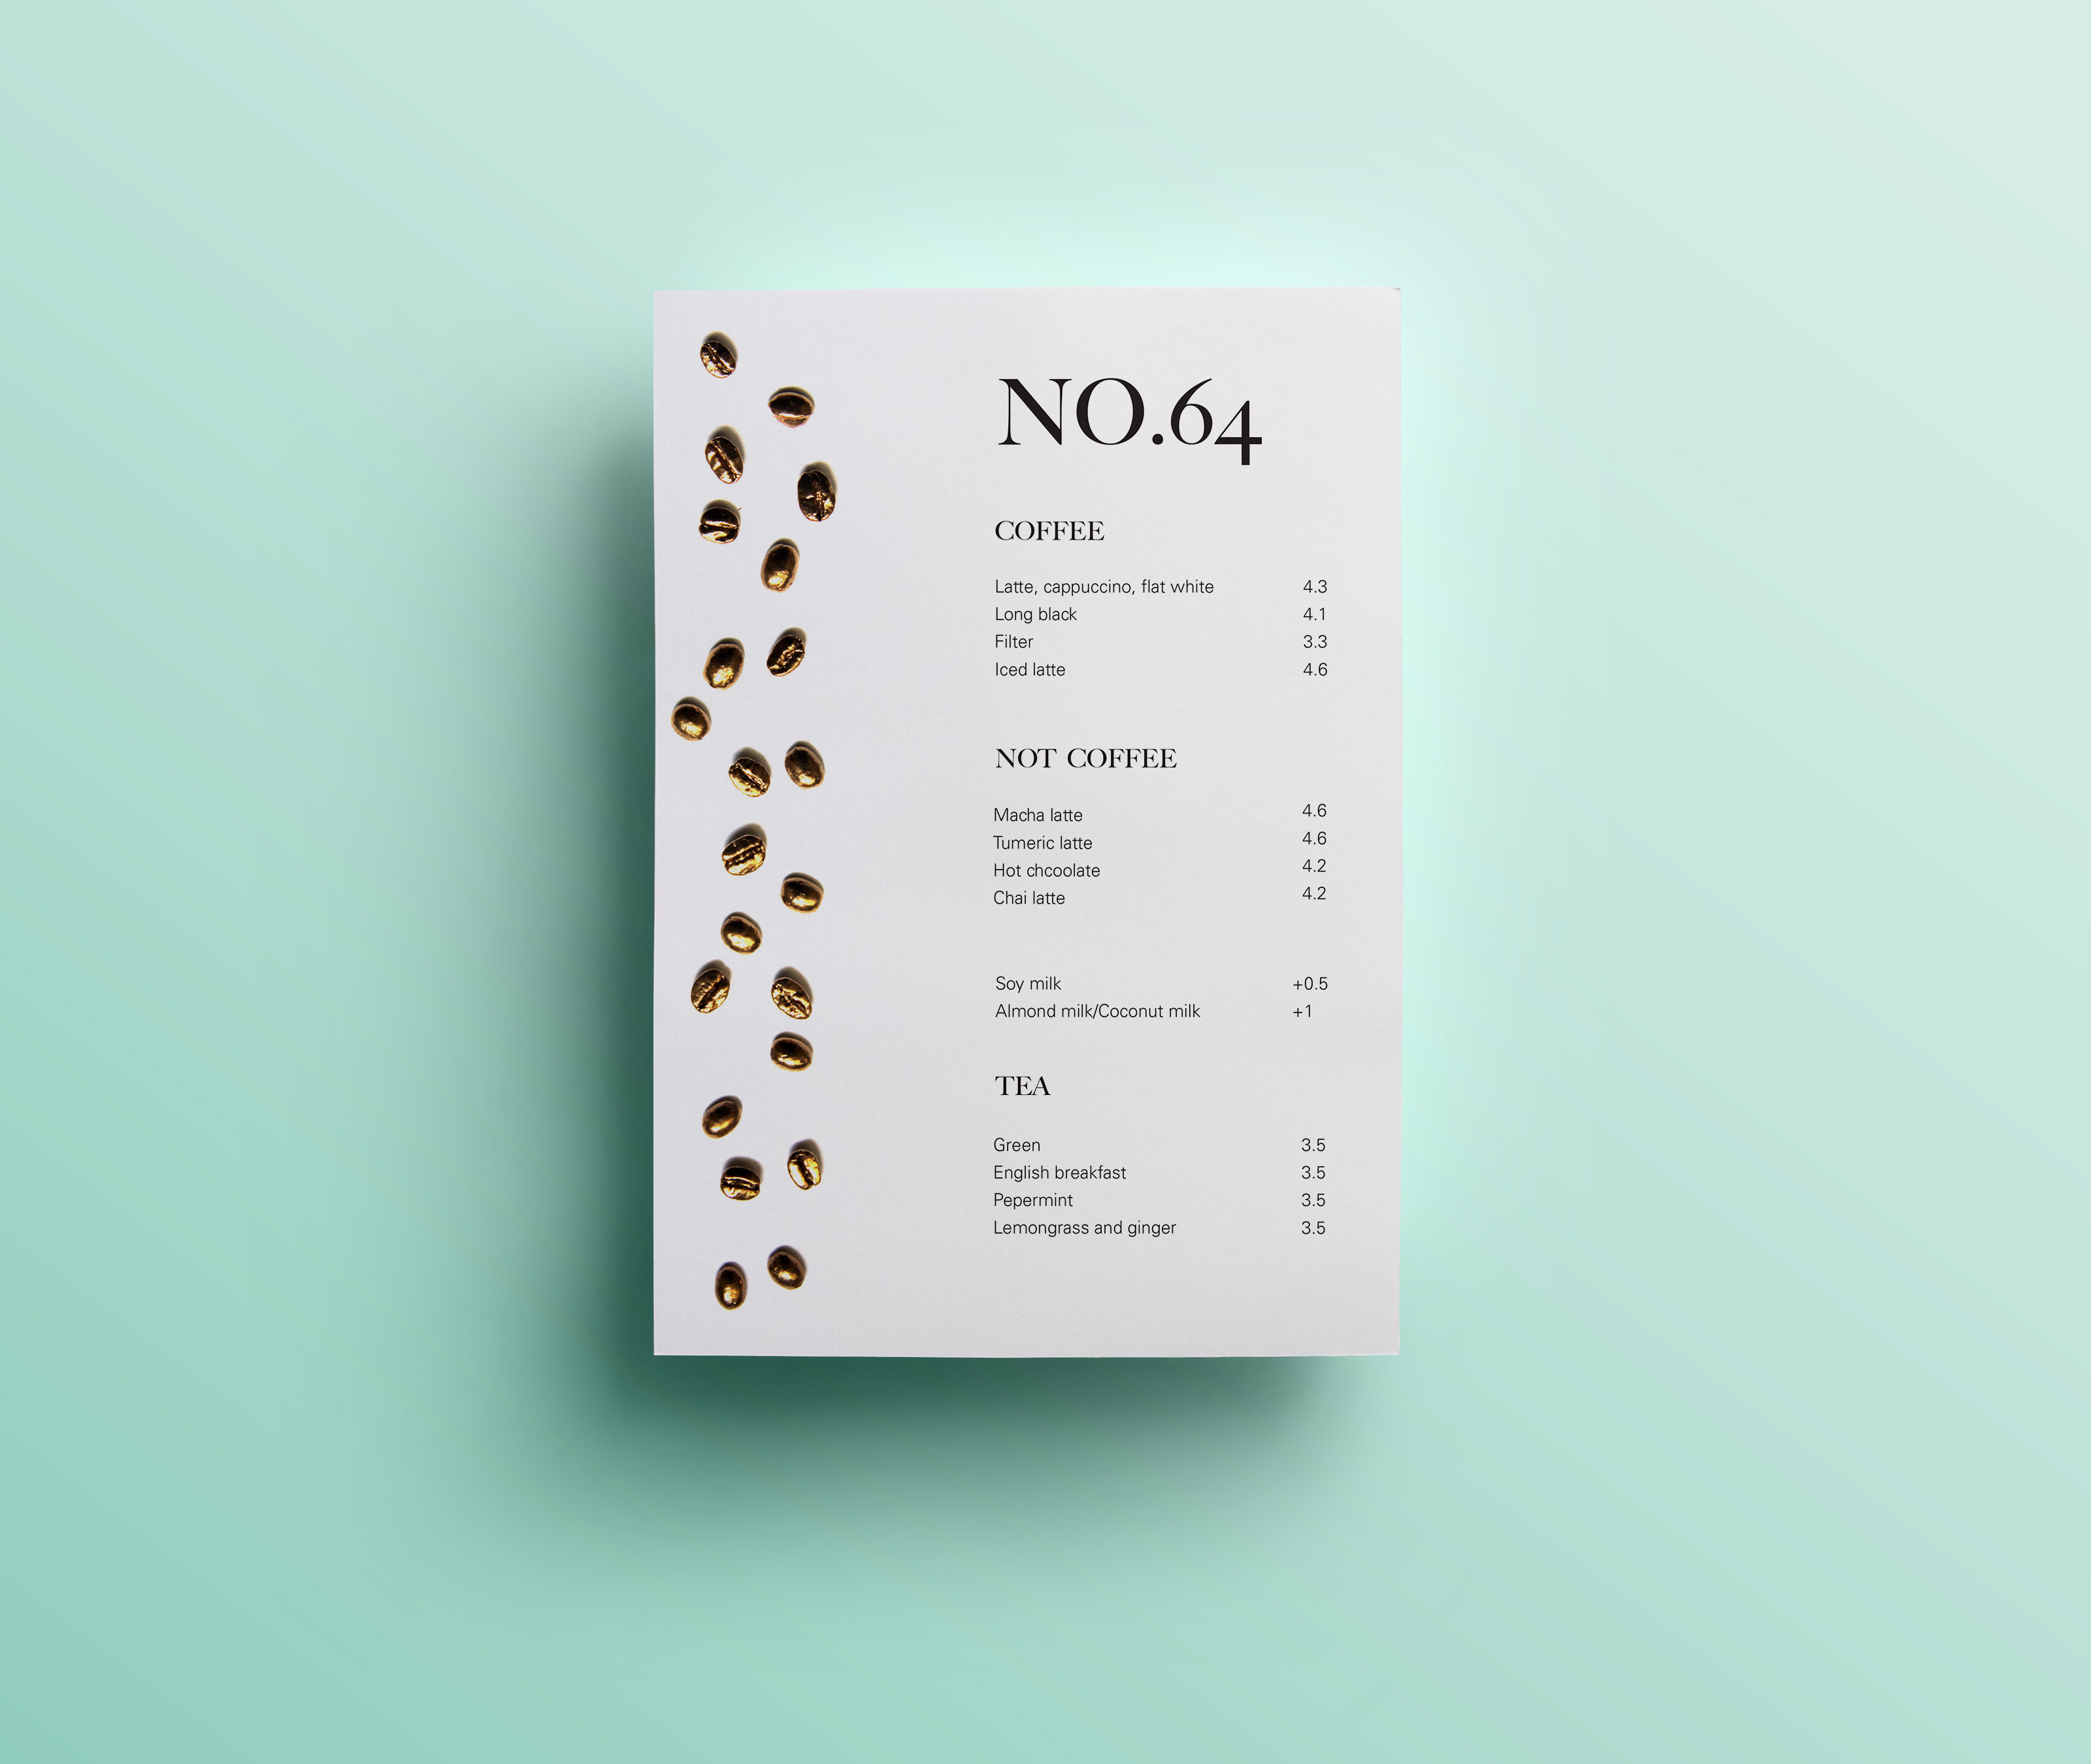 NO.64
COFFEE
Latte, cappuccino, flat white 4.3
Long black 4.1
Filter 3.3
Iced latte 4.6
NOT COFFEE
Macha latte 4.6
Tumeric latte 4.6
Hot chcoolate 4.2
Chai latte 4.2
Soy milk +0.5
Almond milk/Coconut milk +1
TEA
Green 3.5
English breakfast 3.5
Pepermint 3.5
Lemongrass and ginger 3.5